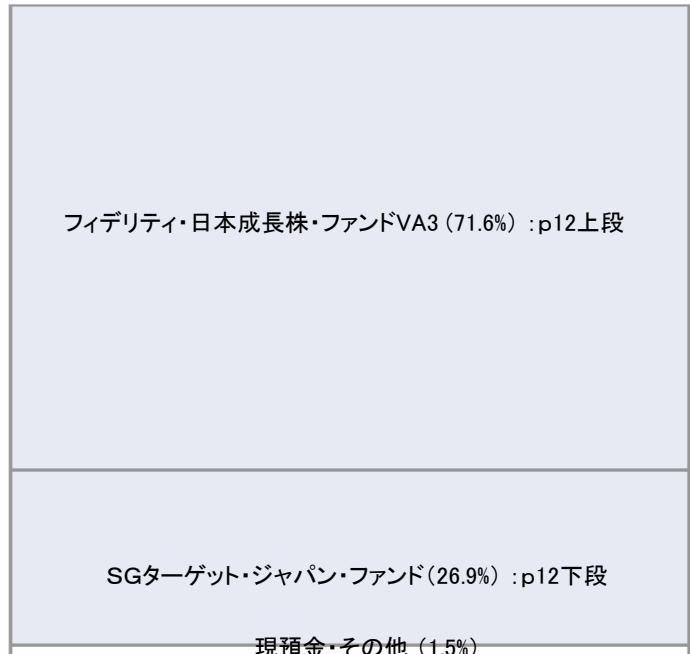 フィデリティ・日本成長株・ファンドVA3 (71.6%) ：p12上段
SGターゲット・ジャパン・ファンド(26.9%) ：p12下段
現預金・その他 (1.5%)